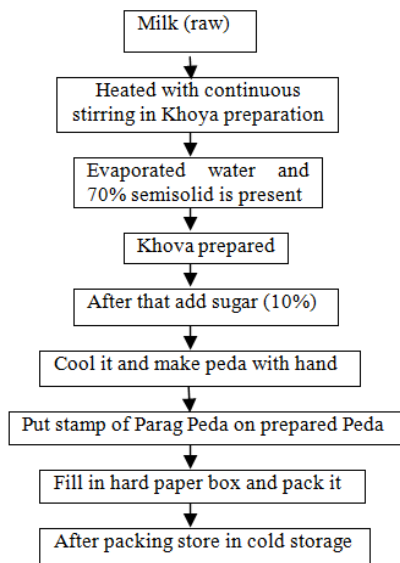 Milk (raw)
Heated with continuous
stirring in Khoya preparation
Evaporated water and
70% semisolid is present
Khova prepared
After that add sugar (10%)
Cool it and make peda with hand
Put stamp of Parag Peda on prepared Peda
Fill in hard paper box and pack it
After packing store in cold storage